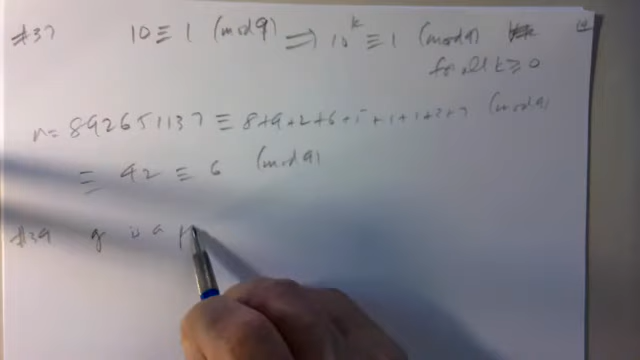 #37 10 ≡ 1 (mod 9) ⟹ 10^k ≡ 1 (mod 9)
for all k ≥ 0
n = 892651137 ≡ 8+9+2+6+5+1+1+3+7 (mod 9)
≡ 42 ≡ 6 (mod 9)
#39 g is a p